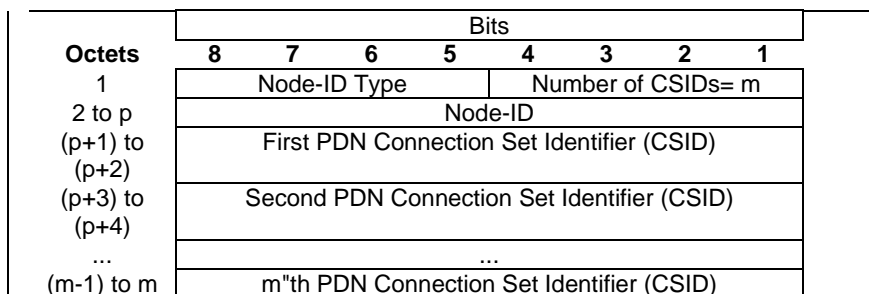 Bits
Octets 8 7 6 5 4 3 2 1
1 Node-ID Type Number of CSIDs= m
2 to p Node-ID
(p+1) to First PDN Connection Set Identifier (CSID)
(p+2)
(p+3) to Second PDN Connection Set Identifier (CSID)
(p+4)
... ...
(m-1) to m m"th PDN Connection Set Identifier (CSID)